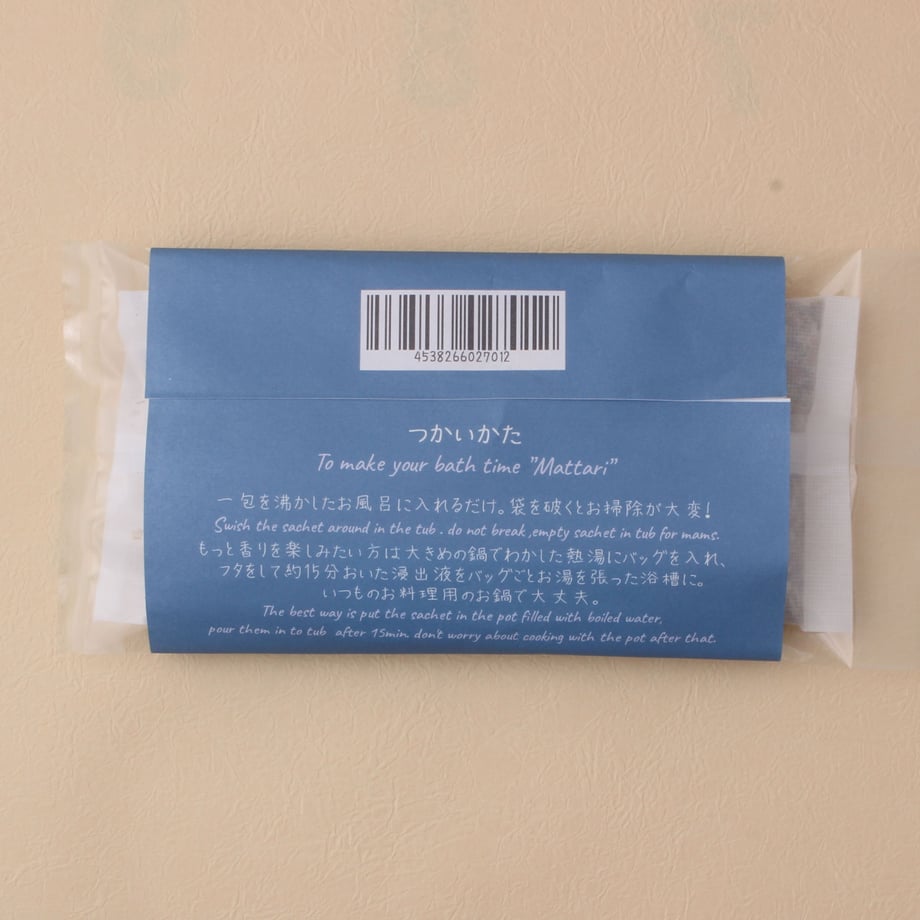 4538266027012
つかいかた
To make your bath time "Mattari"
一包を沸かしたお風呂に入れるだけ。袋を破くとお掃除が大変!
Swish the sachet around in the tub. do not break, empty sachet in tub for mams.
もっと香りを楽しみたい方は大きめの鍋でわかした熱湯にバッグを入れ、
フタをして約15分おいた浸出液をバッグごとお湯を張った浴槽に。
いつものお料理用のお鍋で大丈夫。
The best way is put the sachet in the pot filled with boiled water,
pour them in to tub after 15min. don't worry about cooking with the pot after that.